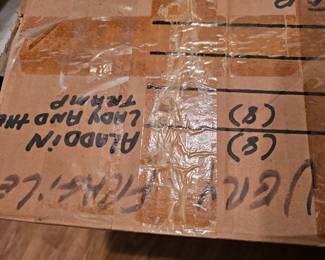 VERY FRAGILE
ALADDIN (8)
LADY AND THE (8)
TRAMP